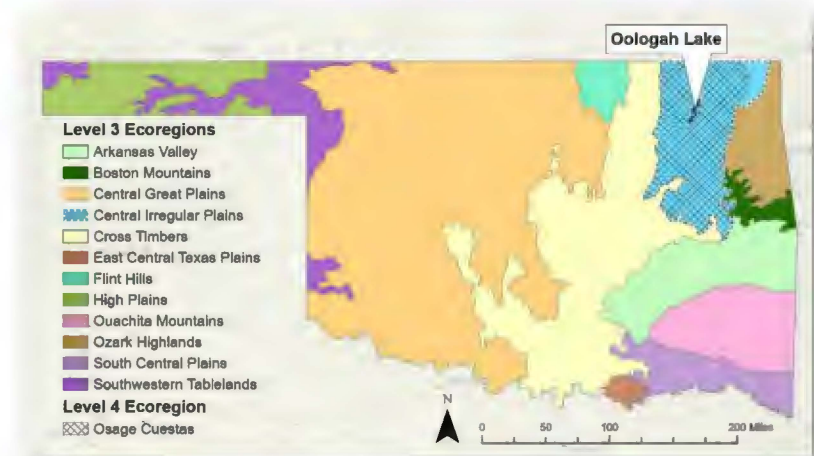 Oologah Lake
Level 3 Ecoregions
Arkansas Valley
Boston Mountains
Central Great Plains
Central Irregular Plains
Cross Timbers
East Central Texas Plains
Flint Hills
High Plains
Ouachita Mountains
Ozark Highlands
South Central Plains
Southwestern Tablelands
Level 4 Ecoregion
Osage Cuestas
N
0 50 100 200 Miles